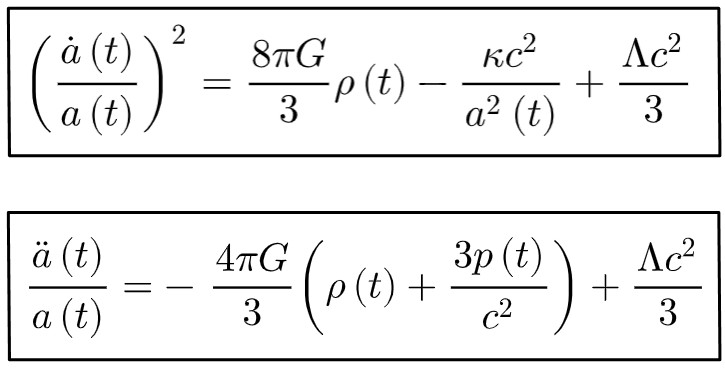 (ȧ(t)/a(t))² = 8πG/3 ρ(t) − κc²/a²(t) + Λc²/3
ä(t)/a(t) = − 4πG/3 (ρ(t) + 3p(t)/c²) + Λc²/3